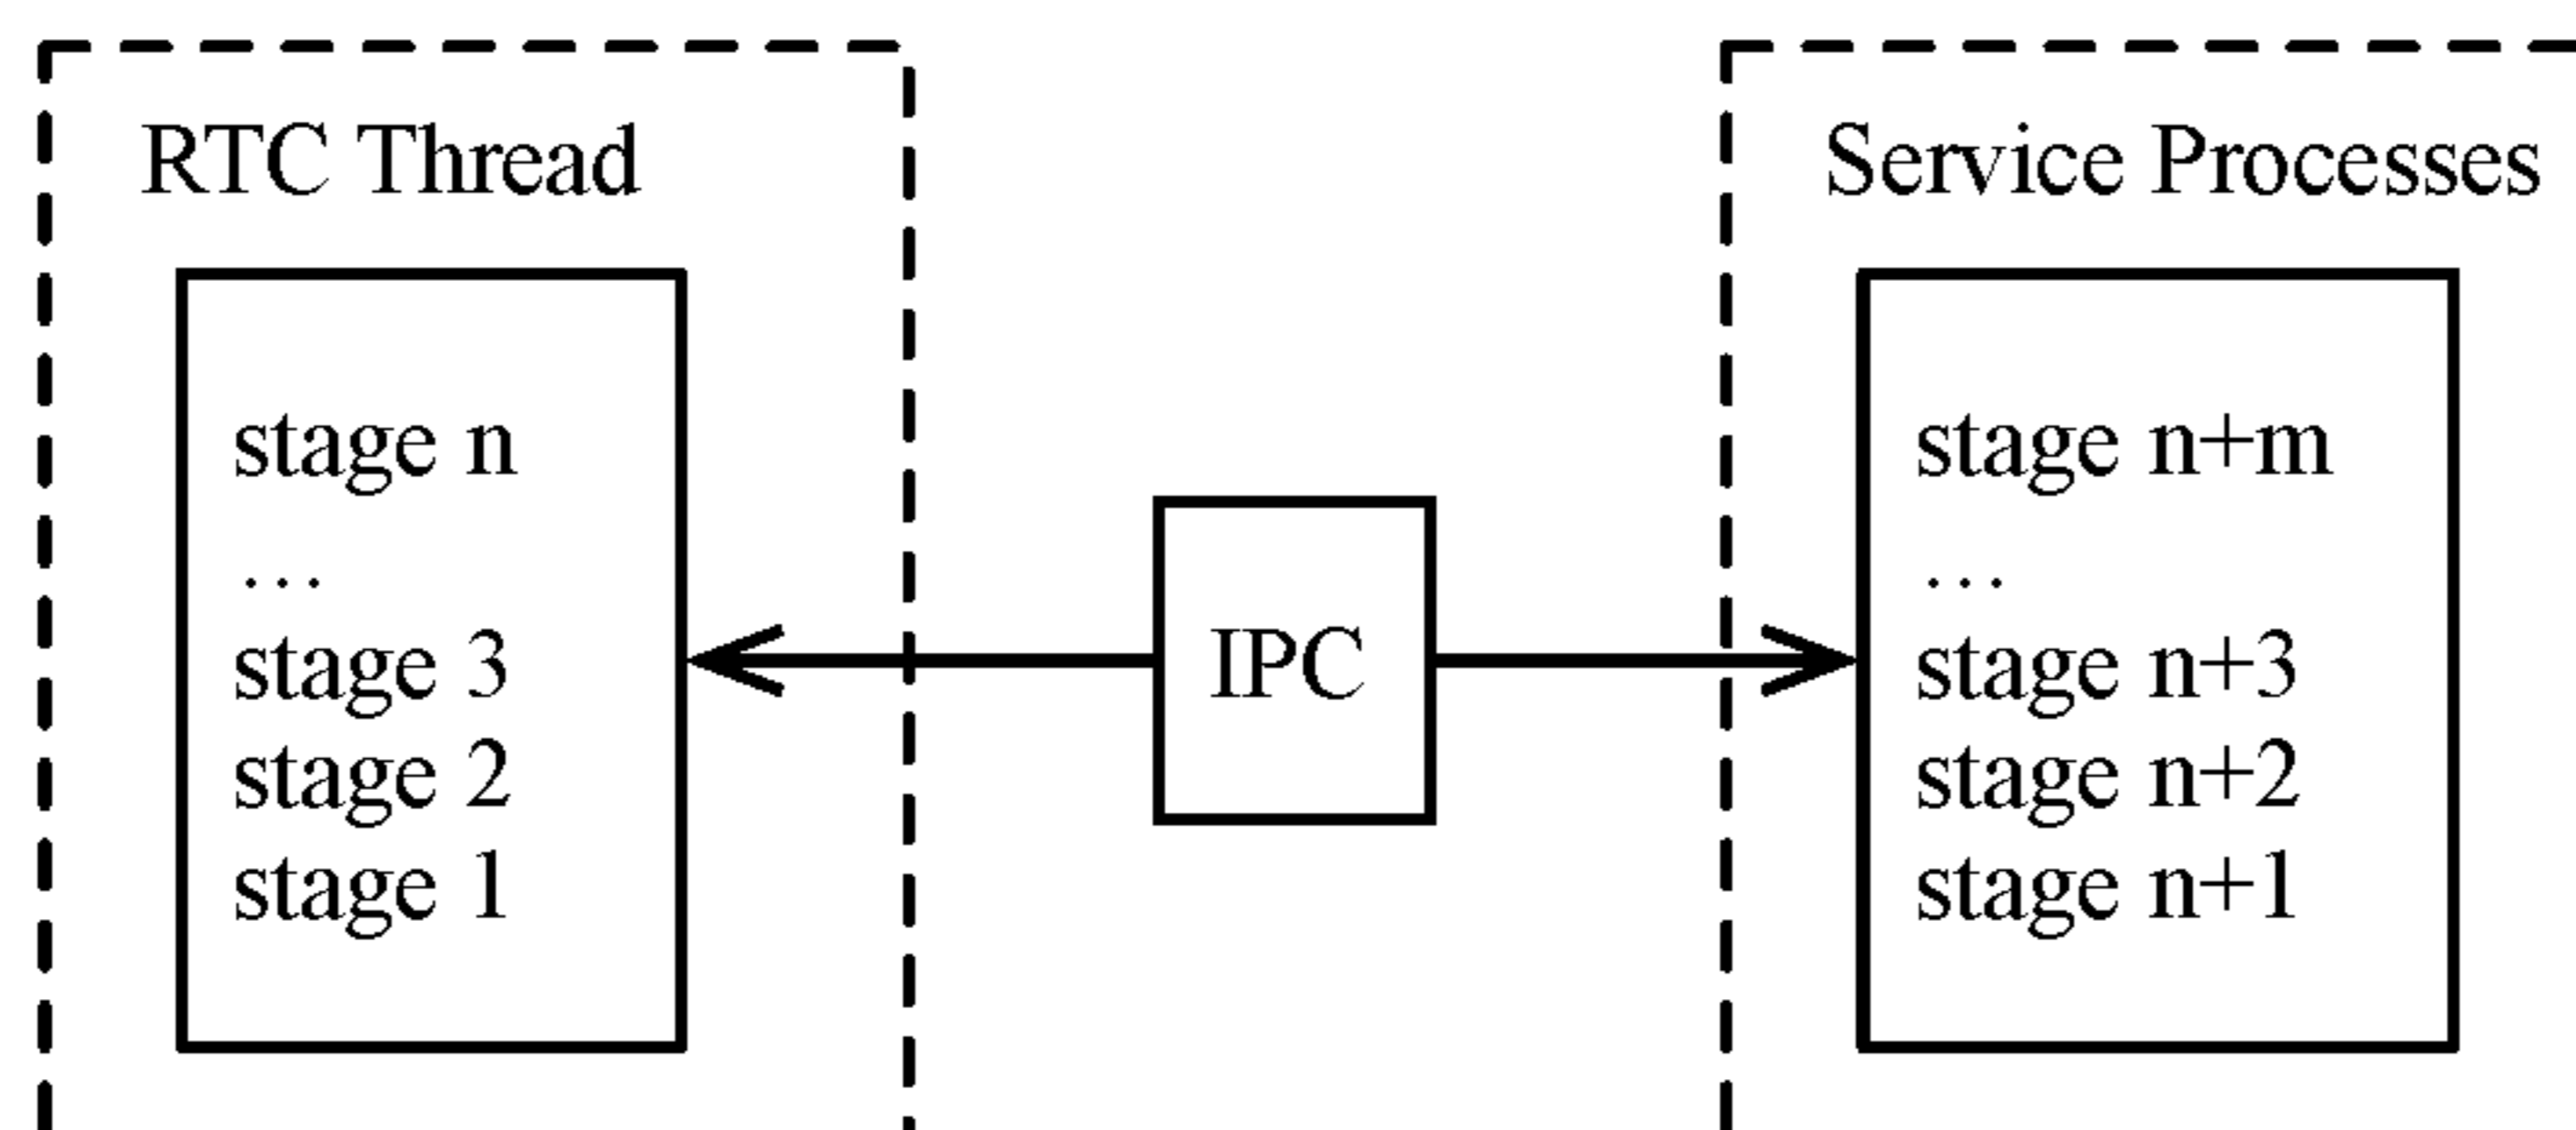 RTC Thread
stage n
...
stage 3
stage 2
stage 1
IPC
Service Processes
stage n+m
...
stage n+3
stage n+2
stage n+1